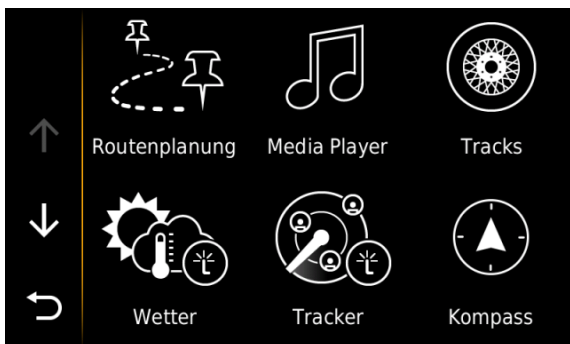 Routenplanung
Media Player
Tracks
Wetter
Tracker
Kompass